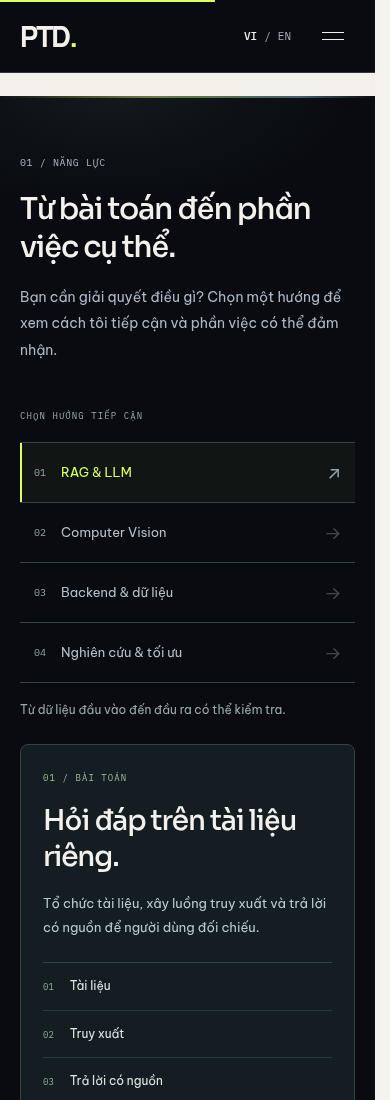 PTD.
VI / EN
01 / NĂNG LỰC
Từ bài toán đến phần
việc cụ thể.
Bạn cần giải quyết điều gì? Chọn một hướng để
xem cách tôi tiếp cận và phần việc có thể đảm
nhận.
CHỌN HƯỚNG TIẾP CẬN
01 RAG & LLM
02 Computer Vision
03 Backend & dữ liệu
04 Nghiên cứu & tối ưu
Từ dữ liệu đầu vào đến đầu ra có thể kiểm tra.
01 / BÀI TOÁN
Hỏi đáp trên tài liệu
riêng.
Tổ chức tài liệu, xây luồng truy xuất và trả lời
có nguồn để người dùng đối chiếu.
01 Tài liệu
02 Truy xuất
03 Trả lời có nguồn